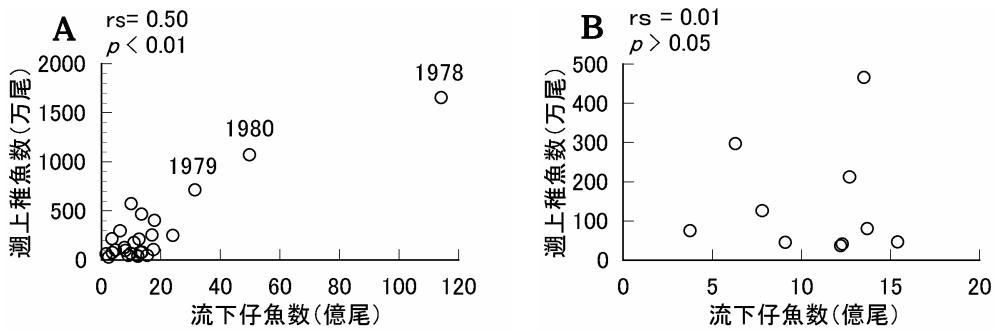 A
rs= 0.50
p < 0.01
遡上稚魚数(万尾)
2000
1500
1000
500
0
1978
1980
1979
0 20 40 60 80 100 120
流下仔魚数(億尾)
B
rs = 0.01
p > 0.05
遡上稚魚数(万尾)
500
400
300
200
100
0
0 5 10 15 20
流下仔魚数(億尾)